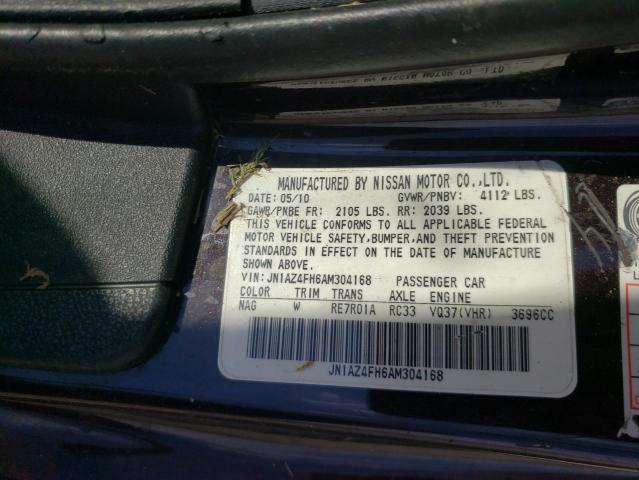 MANUFACTURED BY NISSAN MOTOR CO.,LTD.
DATE: 05/10 GVWR/PNBV: 4112 LBS.
GAWR/PNBE FR: 2105 LBS. RR: 2039 LBS.
THIS VEHICLE CONFORMS TO ALL APPLICABLE FEDERAL
MOTOR VEHICLE SAFETY,BUMPER,AND THEFT PREVENTION
STANDARDS IN EFFECT ON THE DATE OF MANUFACTURE
SHOWN ABOVE.
VIN: JN1AZ4FH6AM304168 PASSENGER CAR
COLOR TRIM TRANS AXLE ENGINE
NAG W RE7R01A RC33 VQ37(VHR) 3696CC
JN1AZ4FH6AM304168